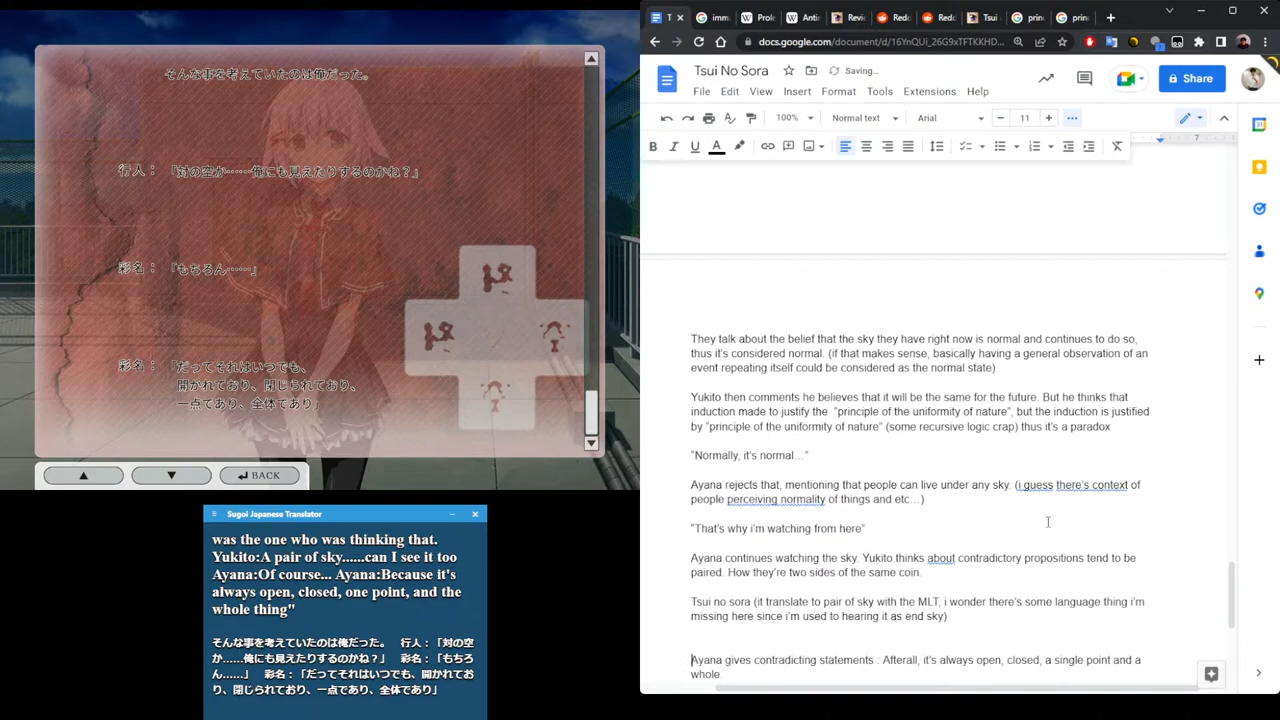 そんな事を考えていたのは俺だった。
行人：「対の空か……俺にも見えたりするのかね？」
彩名：「もちろん……」
彩名：「だってそれはいつでも、
開かれており、閉じられており、
一点であり、全体であり」
BACK
Sugoi Japanese Translator
was the one who was thinking that.
Yukito:A pair of sky......can I see it too
Ayana:Of course... Ayana:Because it's
always open, closed, one point, and the
whole thing"
そんな事を考えていたのは俺だった。 行人：「対の空
か……俺にも見えたりするのかね？」 彩名：「もちろ
ん……」 彩名：「だってそれはいつでも、開かれてお
り、閉じられており、一点であり、全体であり」
T
imm
Prole
Antir
Revie
Redd
Redd
Tsui
princ
princ
docs.google.com/document/d/16YnQUi_26G9xTFTKKHD...
Tsui No Sora
Saving...
File Edit View Insert Format Tools Extensions Help
Share
100% Normal text Arial 11
7
They talk about the belief that the sky they have right now is normal and continues to do so,
thus it's considered normal. (if that makes sense, basically having a general observation of an
event repeating itself could be considered as the normal state)
Yukito then comments he believes that it will be the same for the future. But he thinks that
induction made to justify the "principle of the uniformity of nature", but the induction is justified
by "principle of the uniformity of nature" (some recursive logic crap) thus it's a paradox
"Normally, it's normal..."
Ayana rejects that, mentioning that people can live under any sky. (i guess there's context of
people perceiving normality of things and etc...)
"That's why i'm watching from here"
Ayana continues watching the sky. Yukito thinks about contradictory propositions tend to be
paired. How they're two sides of the same coin.
Tsui no sora (it translate to pair of sky with the MLT, i wonder there's some language thing i'm
missing here since i'm used to hearing it as end sky)
Ayana gives contradicting statements : Afterall, it's always open, closed, a single point and a
whole.